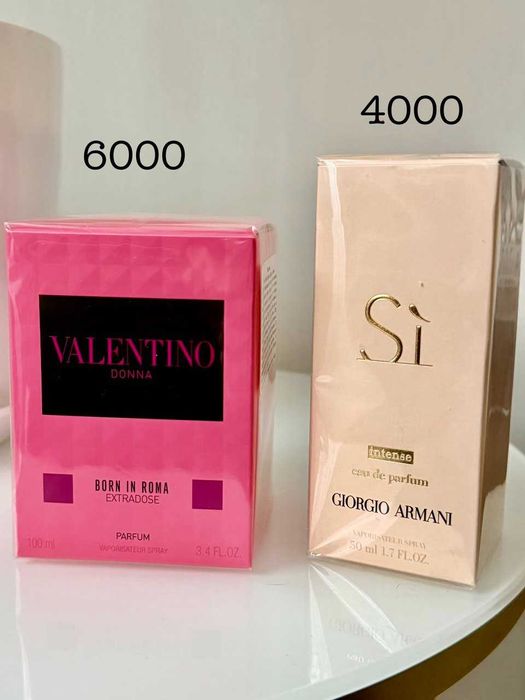 6000
4000
VALENTINO
DONNA
BORN IN ROMA
EXTRADOSE
PARFUM
100 ml
VAPORISATEUR SPRAY
3.4 FL.OZ.
Sì
intense
eau de parfum
GIORGIO ARMANI
VAPORISATEUR SPRAY
50 ml 1.7 FL.OZ.